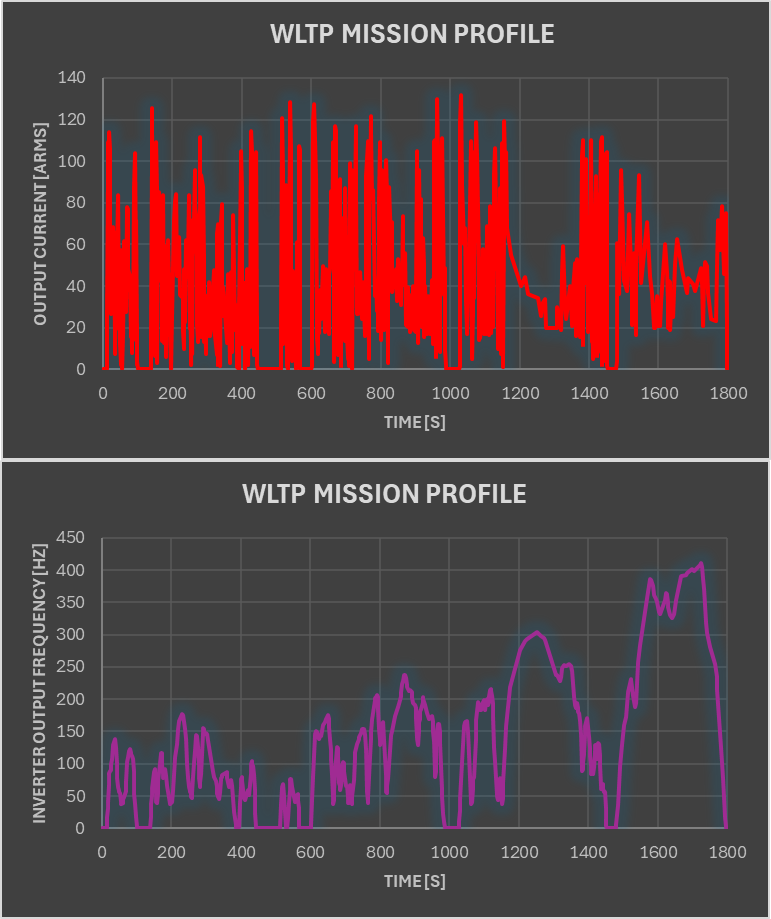 WLTP MISSION PROFILE
OUTPUT CURRENT [ARMS]
140
120
100
80
60
40
20
0
0 200 400 600 800 1000 1200 1400 1600 1800
TIME [S]
WLTP MISSION PROFILE
INVERTER OUTPUT FREQUENCY [HZ]
450
400
350
300
250
200
150
100
50
0
0 200 400 600 800 1000 1200 1400 1600 1800
TIME [S]